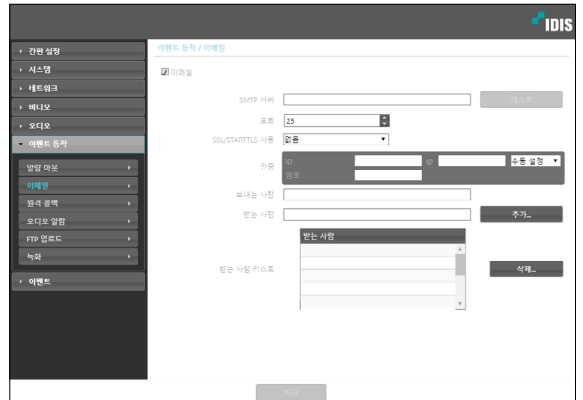 IDIS
간편 설정
시스템
네트워크
비디오
오디오
이벤트 동작
알람 아웃
이메일
원격 콜백
오디오 알람
FTP 업로드
녹화
이벤트
이벤트 동작 / 이메일
이메일
SMTP 서버
테스트
포트 25
SSL/STARTTLS 사용 없음
인증 ID @ 수동 설정
암호
보내는 사람
받는 사람 추가...
받는 사람 리스트 받는 사람 삭제...
저장